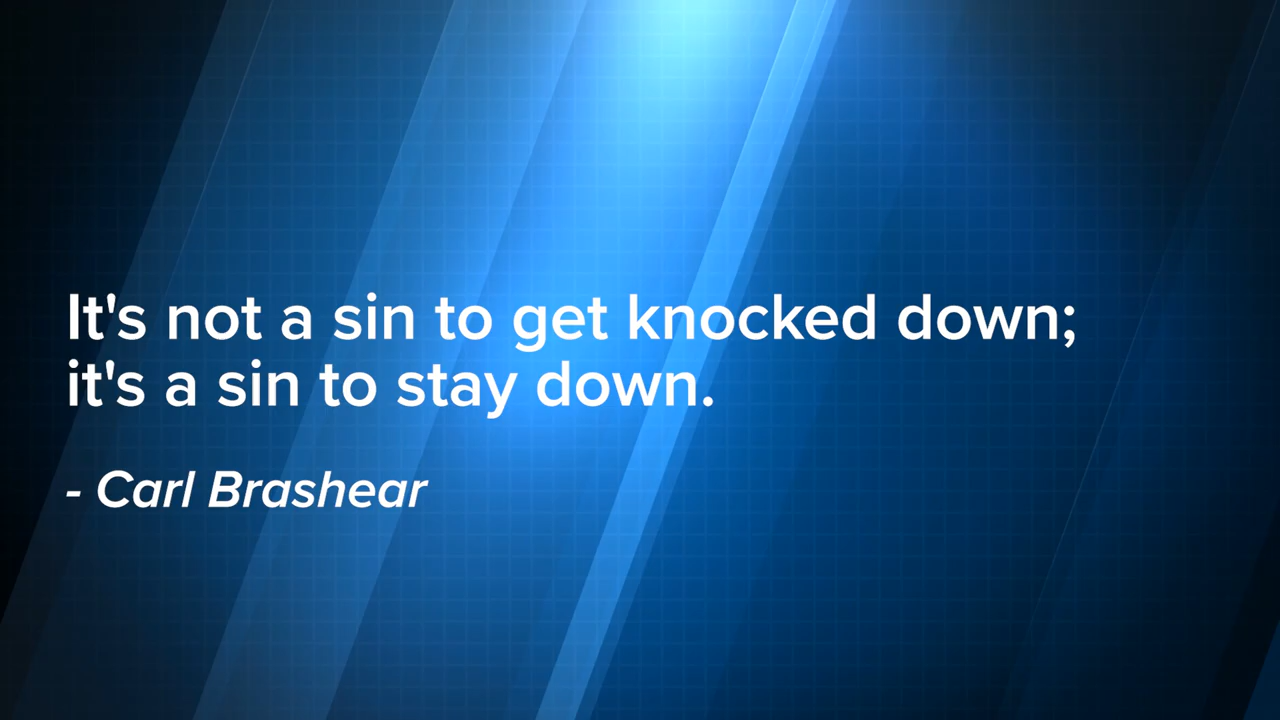 It's not a sin to get knocked down;
it's a sin to stay down.
- Carl Brashear